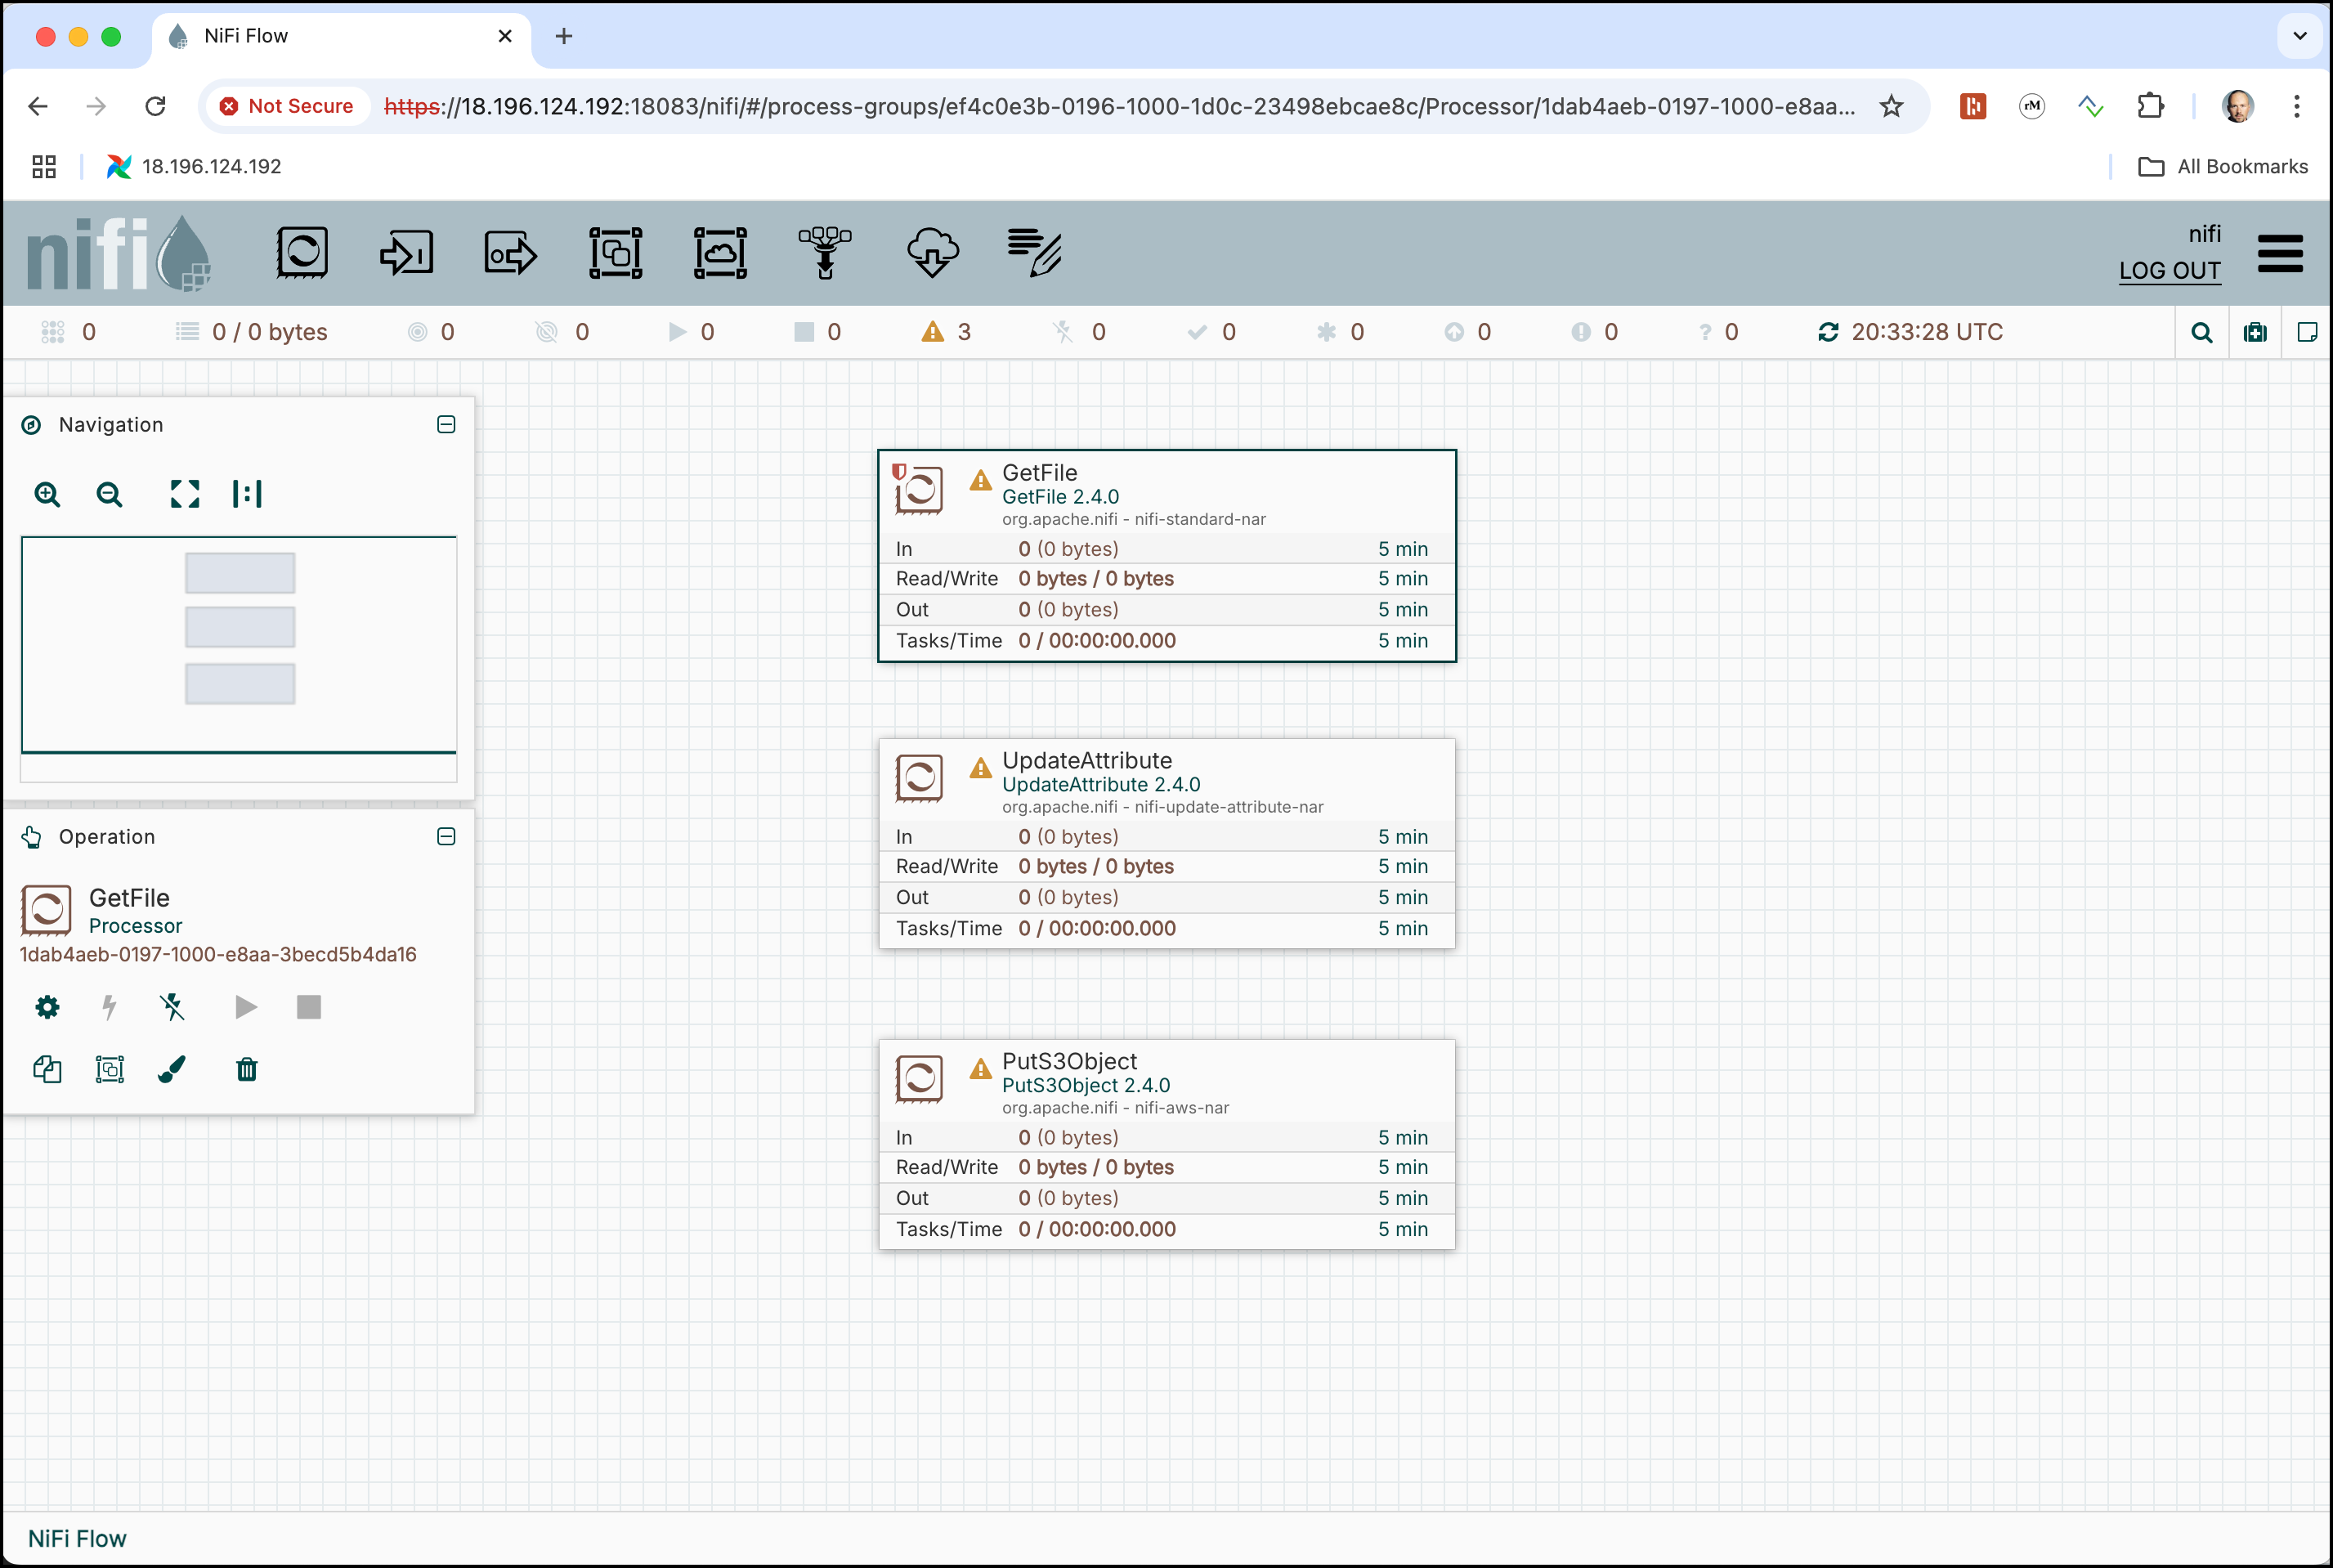 NiFi Flow
Not Secure https://18.196.124.192:18083/nifi/#/process-groups/ef4c0e3b-0196-1000-1d0c-23498ebcae8c/Processor/1dab4aeb-0197-1000-e8aa...
rM
18.196.124.192
All Bookmarks
nifi
nifi
LOG OUT
0 0 / 0 bytes 0 0 0 0 3 0 0 0 0 0 ? 0 20:33:28 UTC
Navigation
Operation
GetFile
Processor
1dab4aeb-0197-1000-e8aa-3becd5b4da16
GetFile
GetFile 2.4.0
org.apache.nifi - nifi-standard-nar
In 0 (0 bytes) 5 min
Read/Write 0 bytes / 0 bytes 5 min
Out 0 (0 bytes) 5 min
Tasks/Time 0 / 00:00:00.000 5 min
UpdateAttribute
UpdateAttribute 2.4.0
org.apache.nifi - nifi-update-attribute-nar
In 0 (0 bytes) 5 min
Read/Write 0 bytes / 0 bytes 5 min
Out 0 (0 bytes) 5 min
Tasks/Time 0 / 00:00:00.000 5 min
PutS3Object
PutS3Object 2.4.0
org.apache.nifi - nifi-aws-nar
In 0 (0 bytes) 5 min
Read/Write 0 bytes / 0 bytes 5 min
Out 0 (0 bytes) 5 min
Tasks/Time 0 / 00:00:00.000 5 min
NiFi Flow